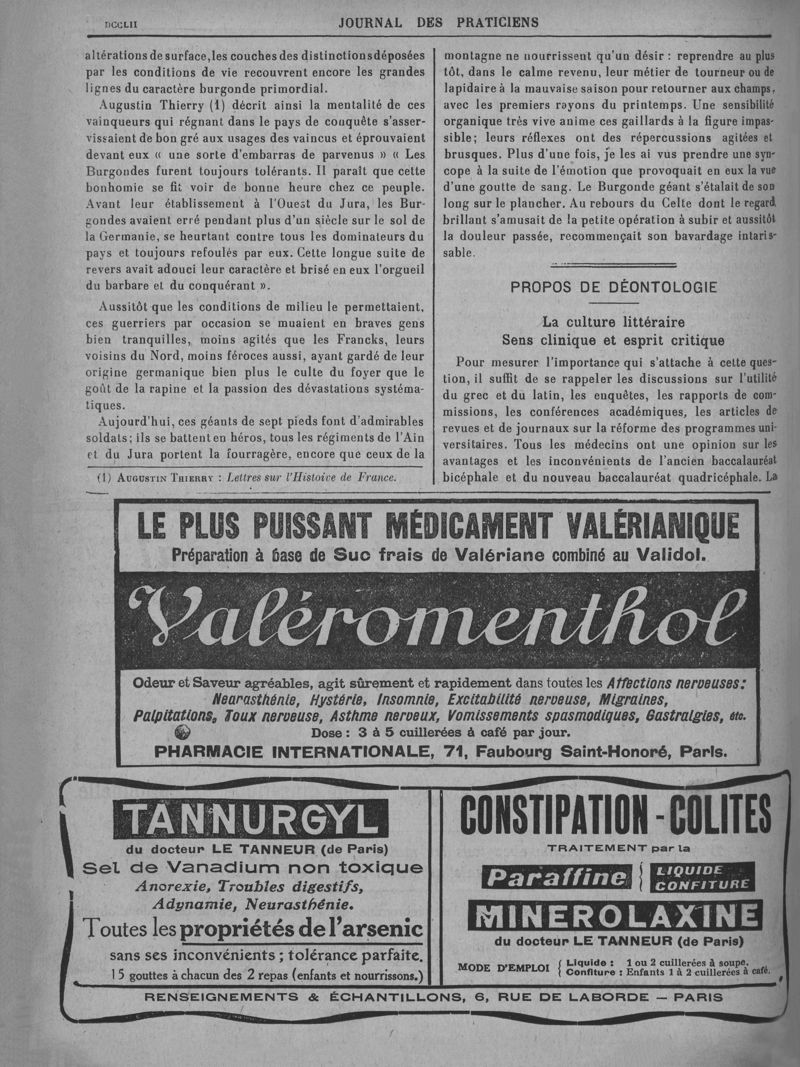 DCCLII
JOURNAL DES PRATICIENS
altérations de surface, les couches des distinctions déposées
par les conditions de vie recouvrent encore les grandes
lignes du caractère burgonde primordial.
Augustin Thierry (1) décrit ainsi la mentalité de ces
vainqueurs qui régnant dans le pays de conquête s'asser-
vissaient de bon gré aux usages des vaincus et éprouvaient
devant eux « une sorte d'embarras de parvenus » « Les
Burgondes furent toujours tolérants. Il paraît que cette
bonhomie se fit voir de bonne heure chez ce peuple.
Avant leur établissement à l'Ouest du Jura, les Bur-
gondes avaient erré pendant plus d'un siècle sur le sol de
la Germanie, se heurtant contre tous les dominateurs du
pays et toujours refoulés par eux. Cette longue suite de
revers avait adouci leur caractère et brisé en eux l'orgueil
du barbare et du conquérant ».
Aussitôt que les conditions de milieu le permettaient,
ces guerriers par occasion se muaient en braves gens
bien tranquilles, moins agités que les Francks, leurs
voisins du Nord, moins féroces aussi, ayant gardé de leur
origine germanique bien plus le culte du foyer que le
goût de la rapine et la passion des dévastations systéma-
tiques.
Aujourd'hui, ces géants de sept pieds font d'admirables
soldats; ils se battent en héros, tous les régiments de l'Ain
et du Jura portent la fourragère, encore que ceux de la
(1) AUGUSTIN THIERRY : Lettres sur l'Histoire de France.
montagne ne nourrissent qu'un désir : reprendre au plus
tôt, dans le calme revenu, leur métier de tourneur ou de
lapidaire à la mauvaise saison pour retourner aux champs,
avec les premiers rayons du printemps. Une sensibilité
organique très vive anime ces gaillards à la figure impas-
sible; leurs réflexes ont des répercussions agitées et
brusques. Plus d'une fois, je les ai vus prendre une syn-
cope à la suite de l'émotion que provoquait en eux la vue
d'une goutte de sang. Le Burgonde géant s'étalait de son
long sur le plancher. Au rebours du Celte dont le regard
brillant s'amusait de la petite opération à subir et aussitôt
la douleur passée, recommençait son bavardage intaris-
sable.
PROPOS DE DÉONTOLOGIE
La culture littéraire
Sens clinique et esprit critique
Pour mesurer l'importance qui s'attache à cette ques-
tion, il suffit de se rappeler les discussions sur l'utilité
du grec et du latin, les enquêtes, les rapports de com-
missions, les conférences académiques, les articles de
revues et de journaux sur la réforme des programmes uni-
versitaires. Tous les médecins ont une opinion sur les
avantages et les inconvénients de l'ancien baccalauréat
bicéphale et du nouveau baccalauréat quadricéphale. La
LE PLUS PUISSANT MÉDICAMENT VALÉRIANIQUE
Préparation à base de Suc frais de Valériane combiné au Validol.
Valéromenthol
Odeur et Saveur agréables, agit sûrement et rapidement dans toutes les Affections nerveuses:
Nearasthénie, Hystérie, Insomnie, Excitabilité nerveuse, Migraines,
Palpitations, Toux nerveuse, Asthme nerveux, Vomissements spasmodiques, Gastralgies, etc.
Dose : 3 à 5 cuillerées à café par jour.
PHARMACIE INTERNATIONALE, 71, Faubourg Saint-Honoré, Paris.
TANNURGYL
du docteur LE TANNEUR (de Paris)
Sel de Vanadium non toxique
Anorexie, Troubles digestifs,
Adynamie, Neurasthénie.
Toutes les propriétés de l'arsenic
sans ses inconvénients ; tolérance parfaite.
15 gouttes à chacun des 2 repas (enfants et nourrissons.)
CONSTIPATION - COLITES
TRAITEMENT par la
Paraffine { LIQUIDE
CONFITURE
MINEROLAXINE
du docteur LE TANNEUR (de Paris)
MODE D'EMPLOI { Liquide : 1 ou 2 cuillerées à soupe.
Confiture : Enfants 1 à 2 cuillerées à café.
RENSEIGNEMENTS & ÉCHANTILLONS, 6, RUE DE LABORDE — PARIS